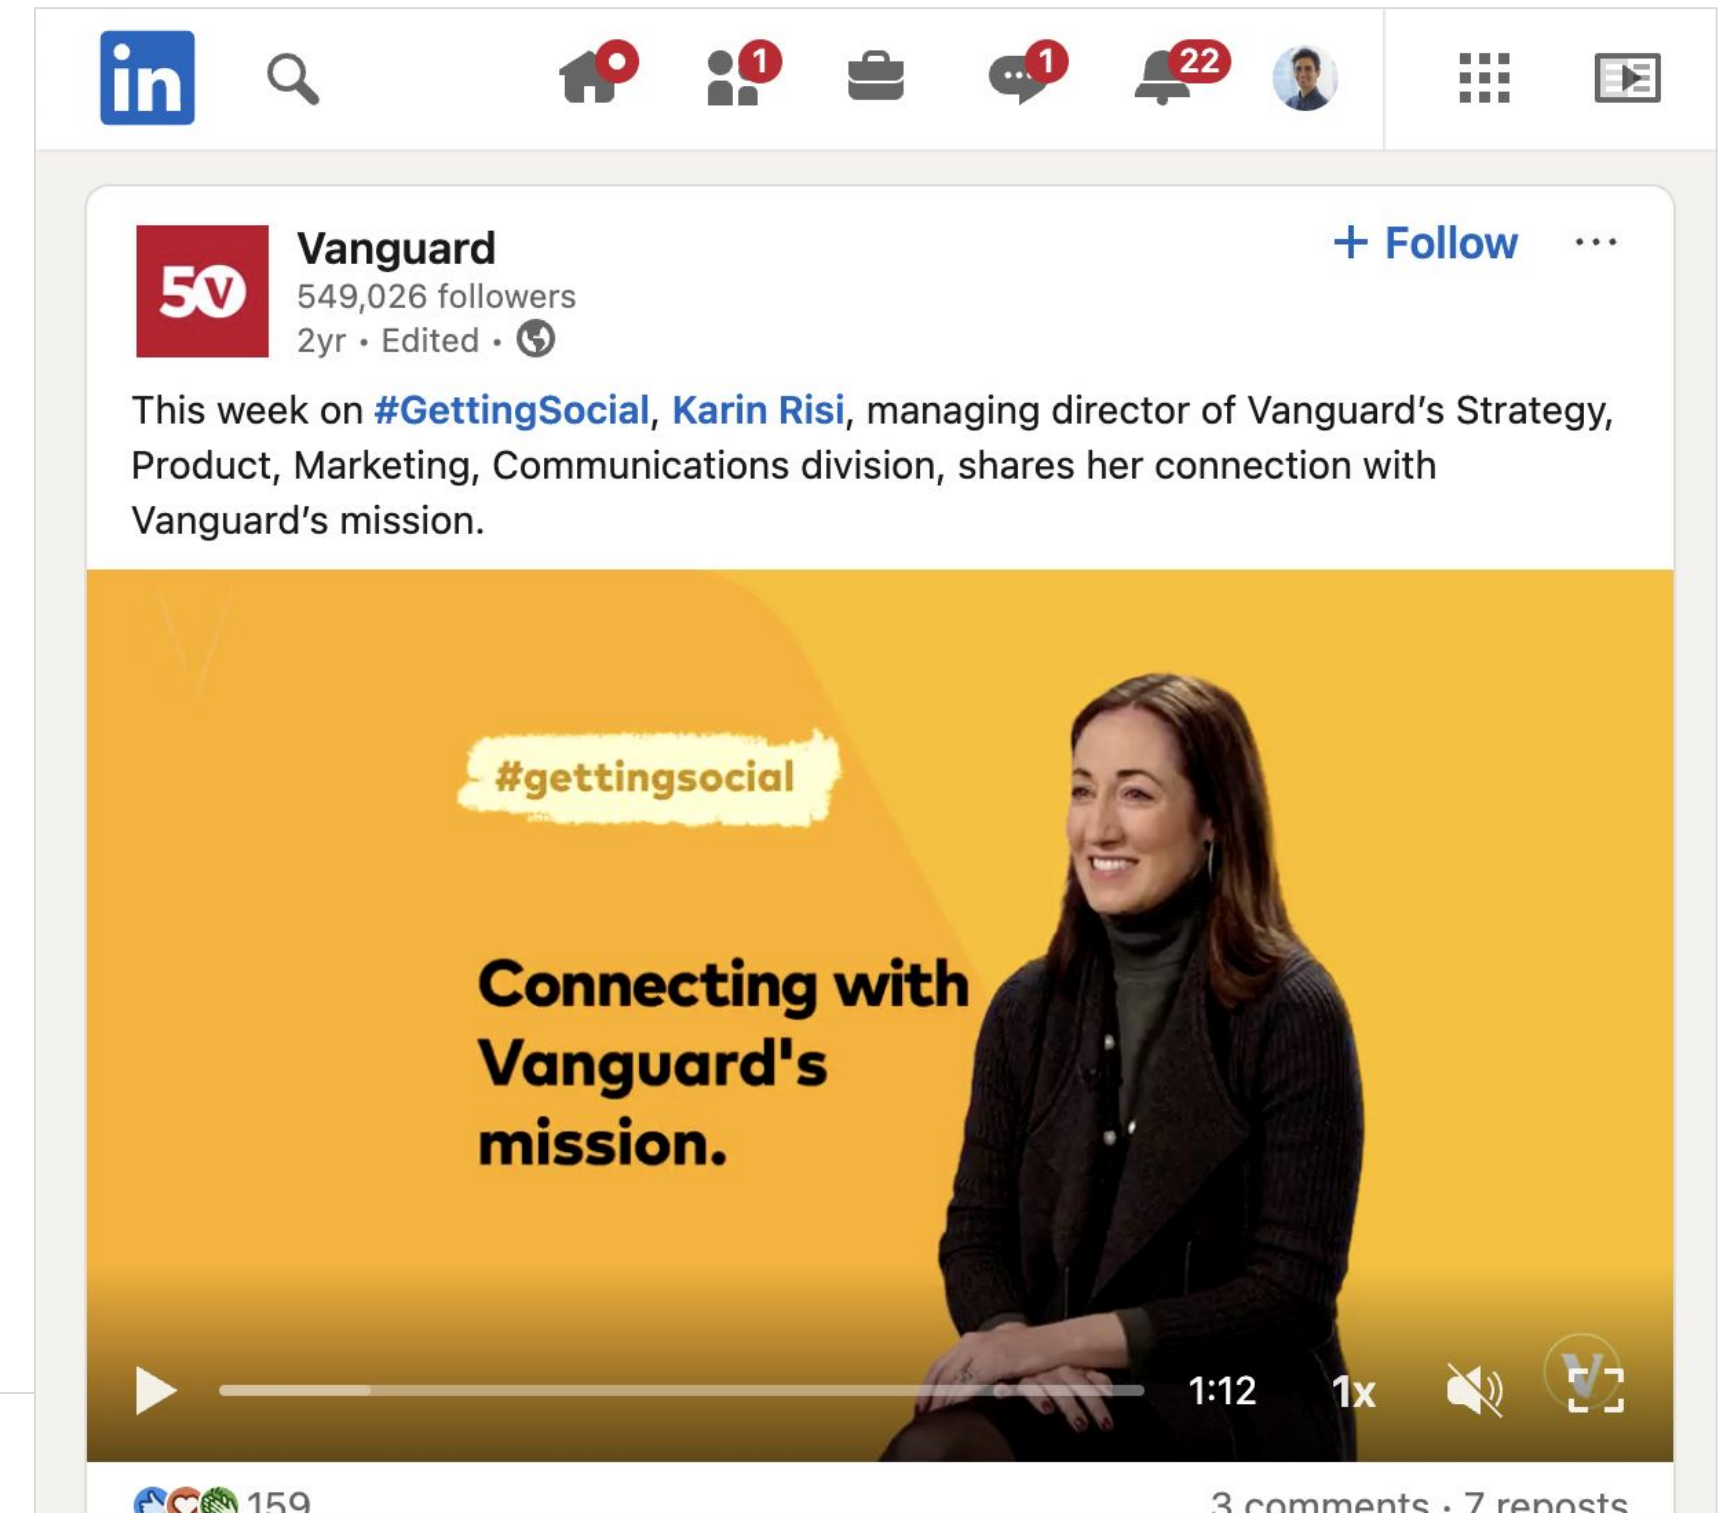 in
1
1
22
5V
Vanguard
+ Follow ...
549,026 followers
2yr • Edited •
This week on #GettingSocial, Karin Risi, managing director of Vanguard’s Strategy,
Product, Marketing, Communications division, shares her connection with
Vanguard’s mission.
#gettingsocial
Connecting with
Vanguard's
mission.
1:12 1x
V
159
3 comments · 7 reposts